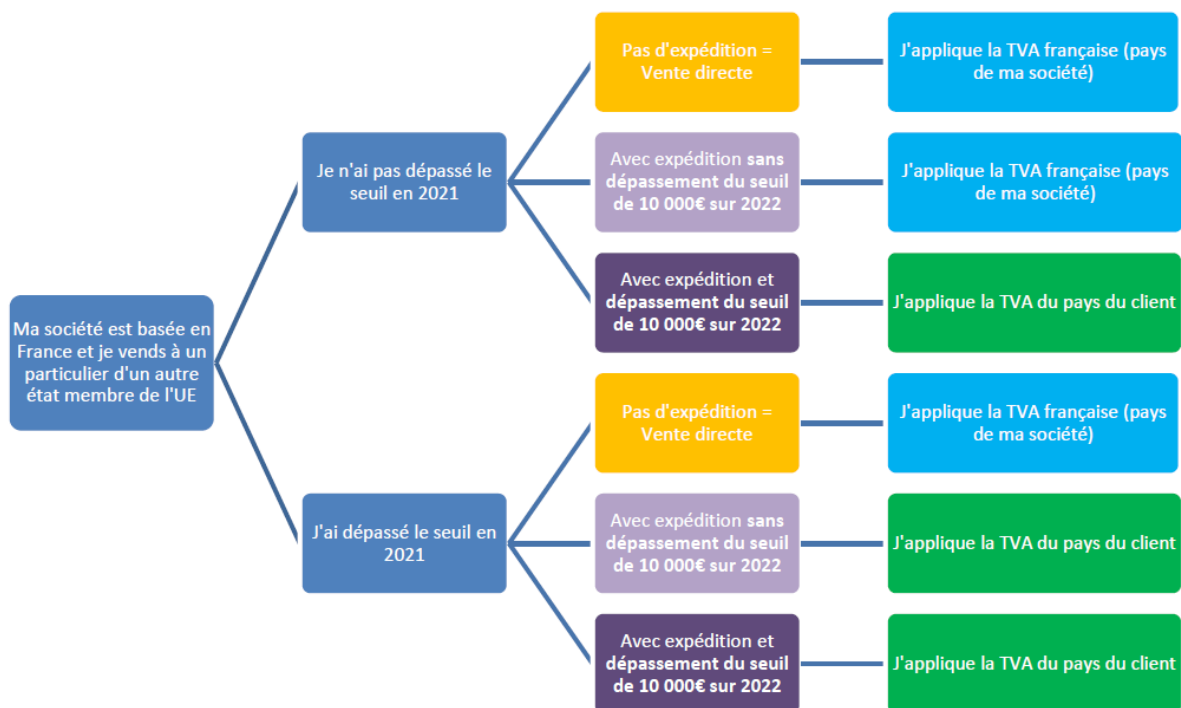 Ma société est basée en
France et je vends à un
particulier d'un autre
état membre de l'UE
Je n'ai pas dépassé le
seuil en 2021
Pas d'expédition =
Vente directe
J'applique la TVA française (pays
de ma société)
Avec expédition sans
dépassement du seuil
de 10 000€ sur 2022
J'applique la TVA française (pays
de ma société)
Avec expédition et
dépassement du seuil
de 10 000€ sur 2022
J'applique la TVA du pays du client
J'ai dépassé le seuil en
2021
Pas d'expédition =
Vente directe
J'applique la TVA française (pays
de ma société)
Avec expédition sans
dépassement du seuil
de 10 000€ sur 2022
J'applique la TVA du pays du client
Avec expédition et
dépassement du seuil
de 10 000€ sur 2022
J'applique la TVA du pays du client